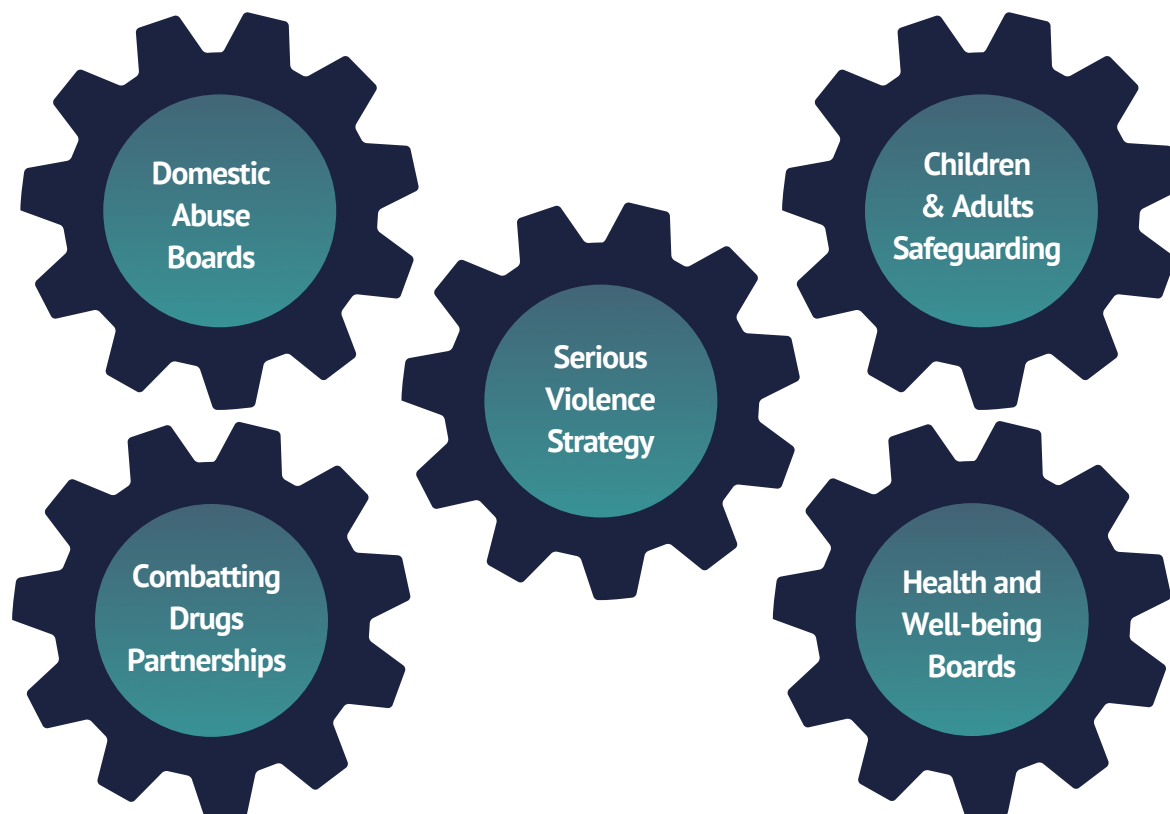 Domestic
Abuse
Boards
Children
& Adults
Safeguarding
Serious
Violence
Strategy
Combatting
Drugs
Partnerships
Health and
Well-being
Boards